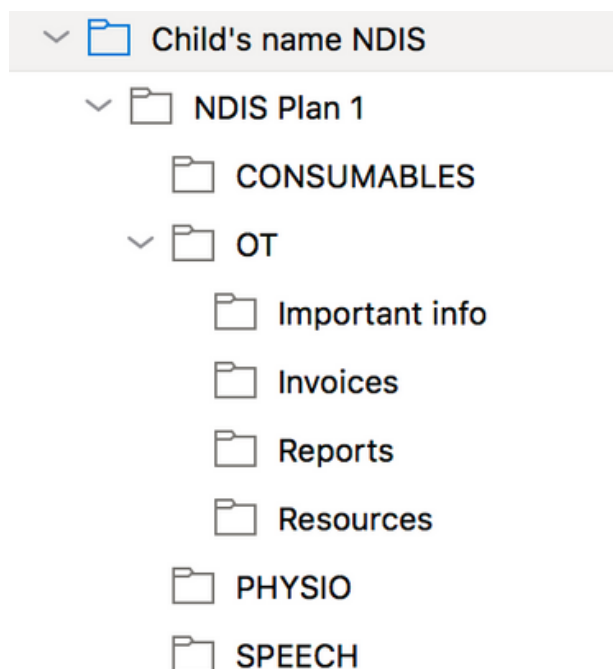 Child's name NDIS
NDIS Plan 1
CONSUMABLES
OT
Important info
Invoices
Reports
Resources
PHYSIO
SPEECH